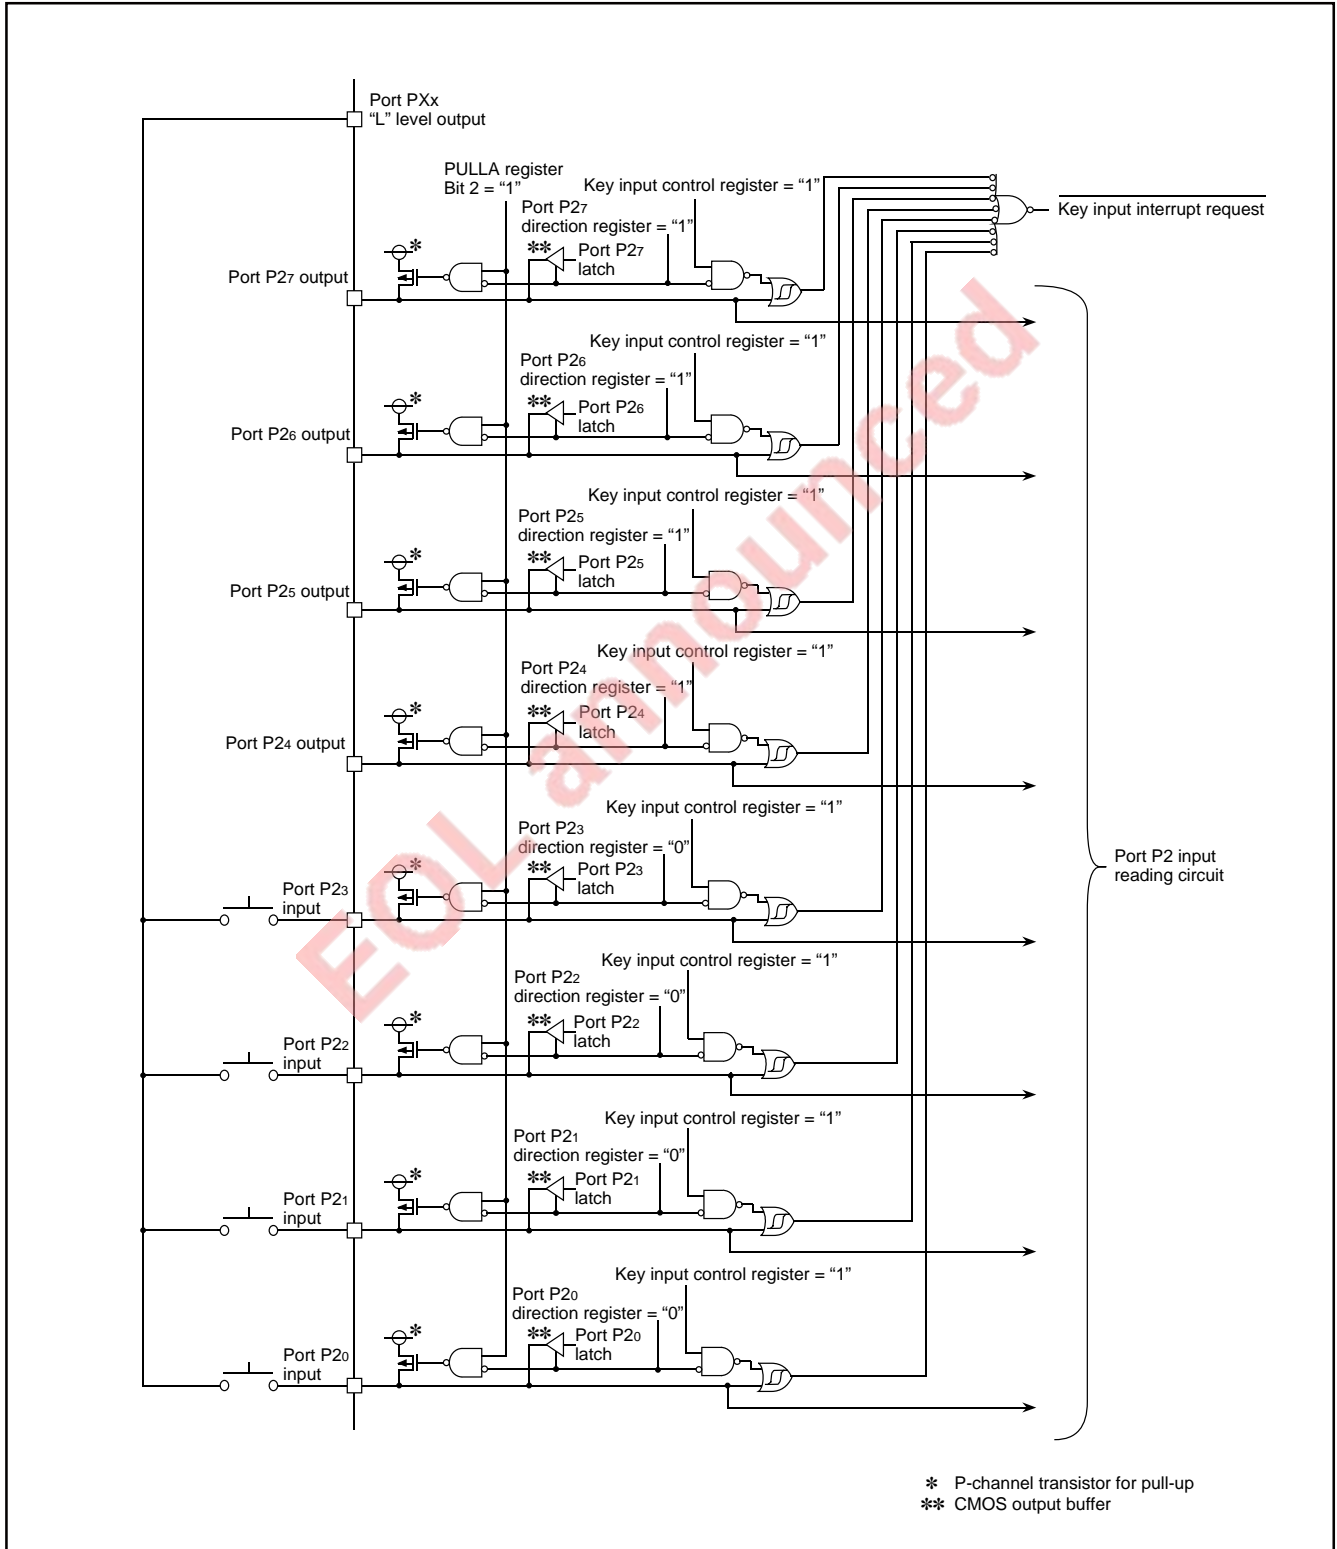 Port PXx
“L” level output
PULLA register
Bit 2 = “1”
Key input control register = “1”
Port P27
direction register = “1”
✱
✱✱
Port P27
latch
Key input interrupt request
Port P27 output
Key input control register = “1”
Port P26
direction register = “1”
✱
✱✱
Port P26
latch
Port P26 output
Key input control register = “1”
Port P25
direction register = “1”
✱
✱✱
Port P25
latch
Port P25 output
Key input control register = “1”
Port P24
direction register = “1”
✱
✱✱
Port P24
latch
Port P24 output
Key input control register = “1”
Port P23
direction register = “0”
✱
✱✱
Port P23
latch
Port P23
input
Port P2 input
reading circuit
Key input control register = “1”
Port P22
direction register = “0”
✱
✱✱
Port P22
latch
Port P22
input
Key input control register = “1”
Port P21
direction register = “0”
✱
✱✱
Port P21
latch
Port P21
input
Key input control register = “1”
Port P20
direction register = “0”
✱
✱✱
Port P20
latch
Port P20
input
✱ P-channel transistor for pull-up
✱✱ CMOS output buffer
EOL announced